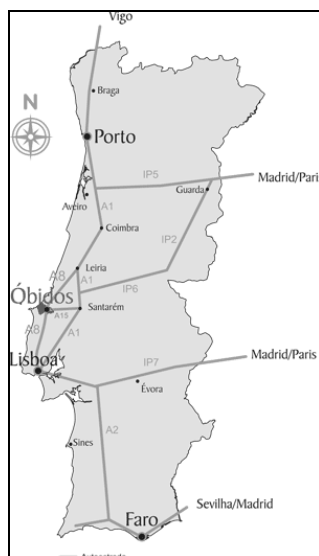 Vigo
N
Braga
Porto
IP5
Madrid/Pari
Guarda
Aveiro
A1
Coimbra
IP2
Leiria
A8
A1
IP6
Óbidos
A15
Santarém
A8
A1
Lisboa
IP7
Madrid/Paris
Évora
A2
Sines
Sevilha/Madrid
Faro